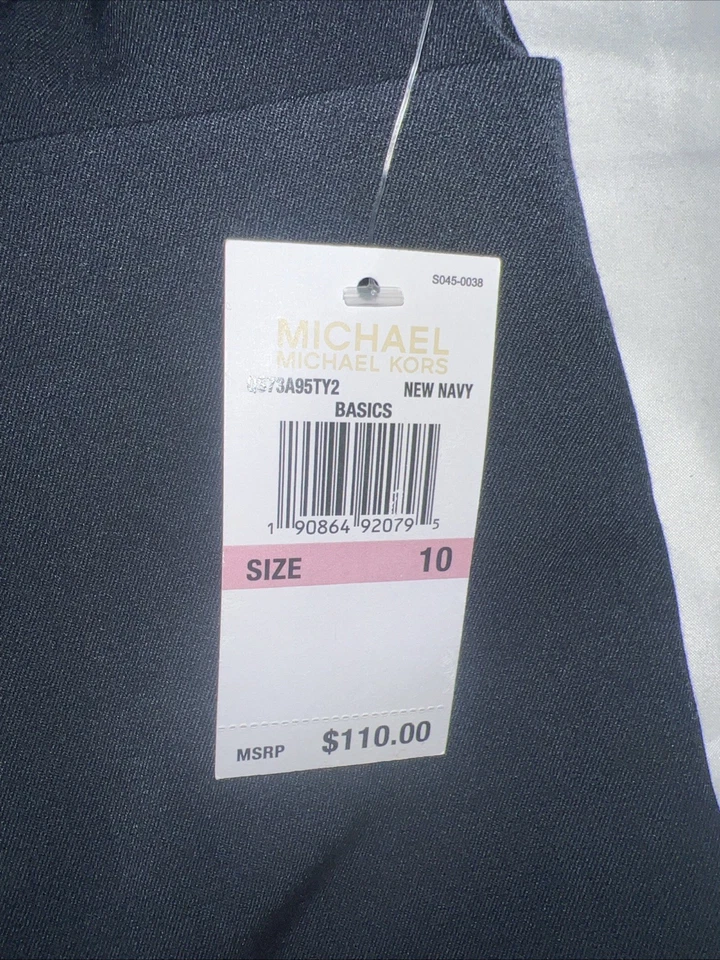 S045-0038
MICHAEL
MICHAEL KORS
NEW NAVY
BASICS
1 90864 92079 5
SIZE 10
MSRP $110.00